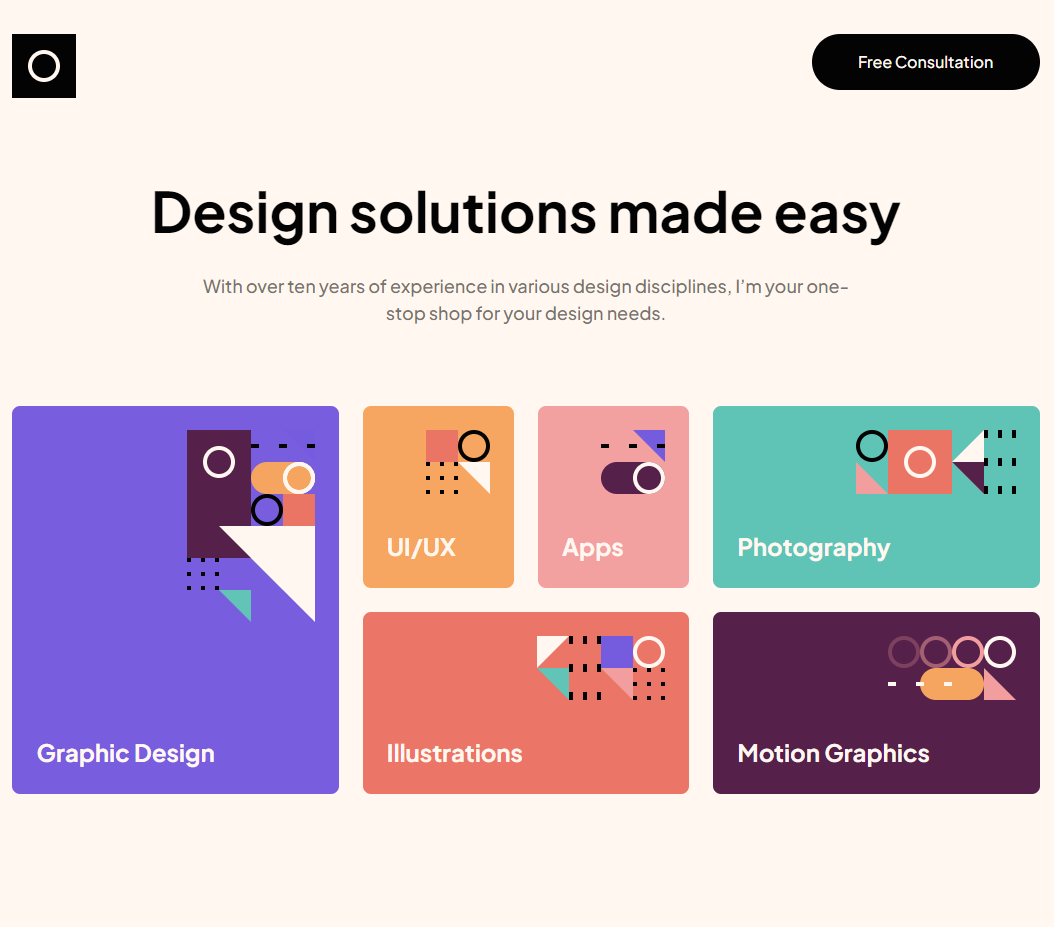 Free Consultation
Design solutions made easy
With over ten years of experience in various design disciplines, I’m your one-
stop shop for your design needs.
UI/UX
Apps
Photography
Graphic Design
Illustrations
Motion Graphics